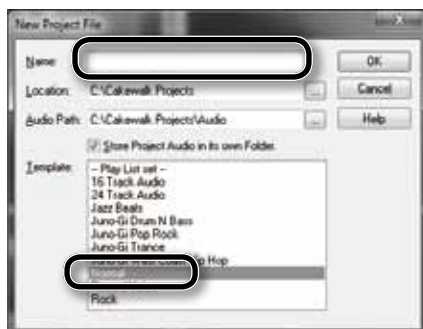 New Project File
Name:
OK
Location: C:\Cakewalk Projects
...
Cancel
Audio Path: C:\Cakewalk Projects\Audio
...
Help
Store Project Audio in its own Folder.
Template:
-- Play List set --
16 Track Audio
24 Track Audio
Jazz Beats
Juno-Gi Drum N Bass
Juno-Gi Pop Rock
Juno-Gi Trance
Hip Hop
Normal
Rock